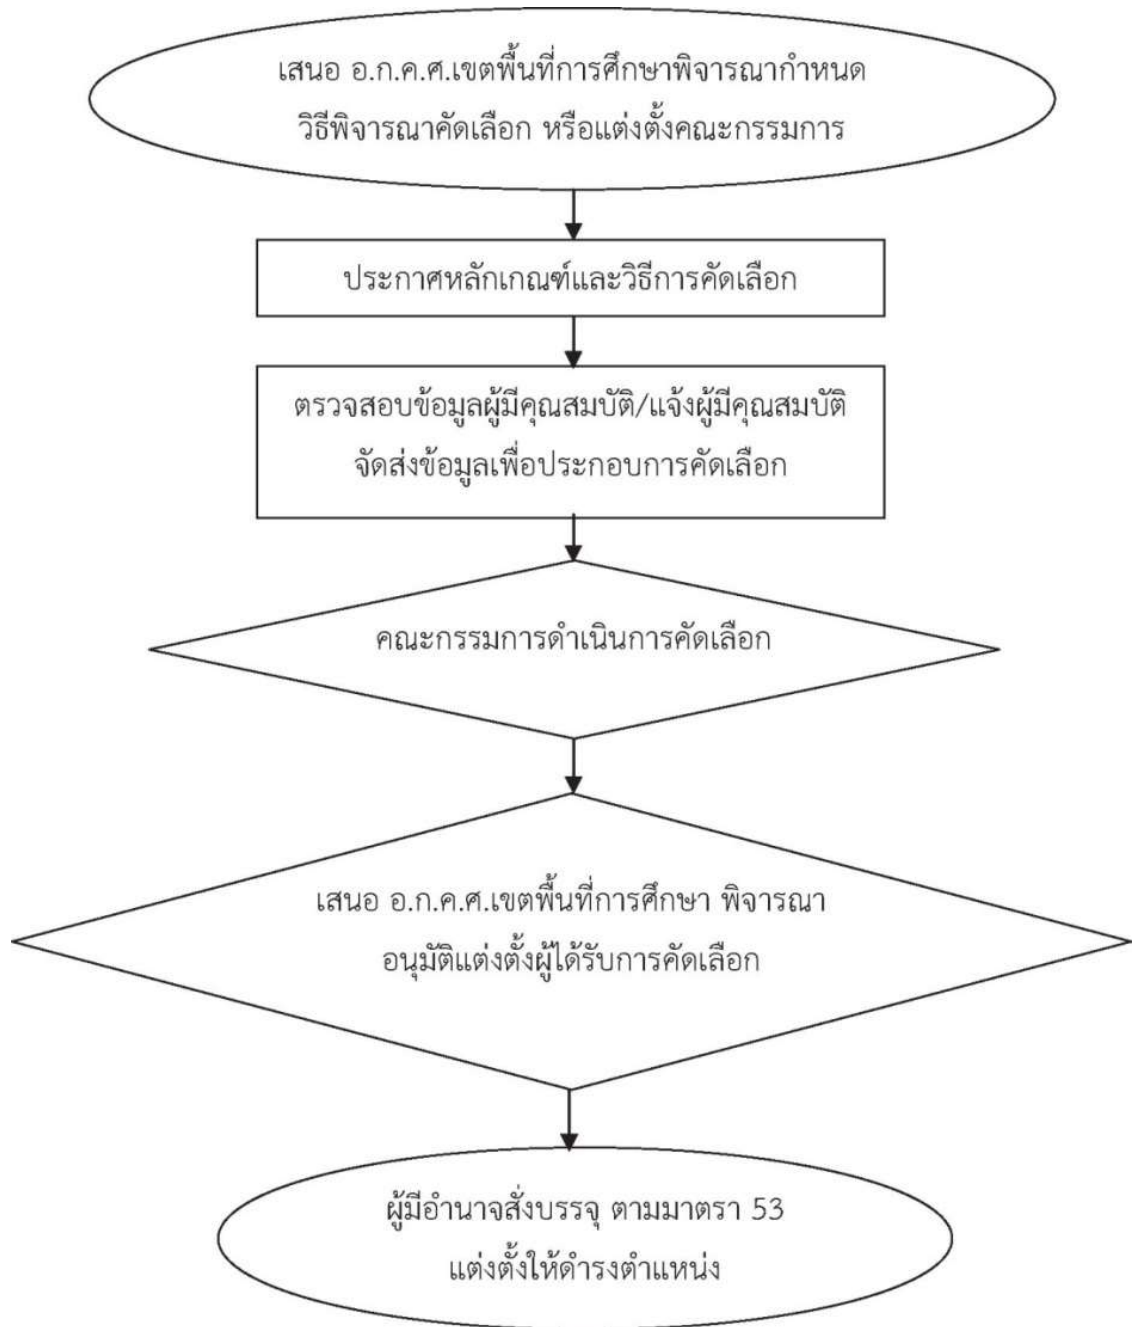 เสนอ อ.ก.ค.ศ.เขตพื้นที่การศึกษาพิจารณากำหนด
วิธีพิจารณาคัดเลือก หรือแต่งตั้งคณะกรรมการ
ประกาศหลักเกณฑ์และวิธีการคัดเลือก
ตรวจสอบข้อมูลผู้มีคุณสมบัติ/แจ้งผู้มีคุณสมบัติ
จัดส่งข้อมูลเพื่อประกอบการคัดเลือก
คณะกรรมการดำเนินการคัดเลือก
เสนอ อ.ก.ค.ศ.เขตพื้นที่การศึกษา พิจารณา
อนุมัติแต่งตั้งผู้ได้รับการคัดเลือก
ผู้มีอำนาจสั่งบรรจุ ตามมาตรา 53
แต่งตั้งให้ดำรงตำแหน่ง